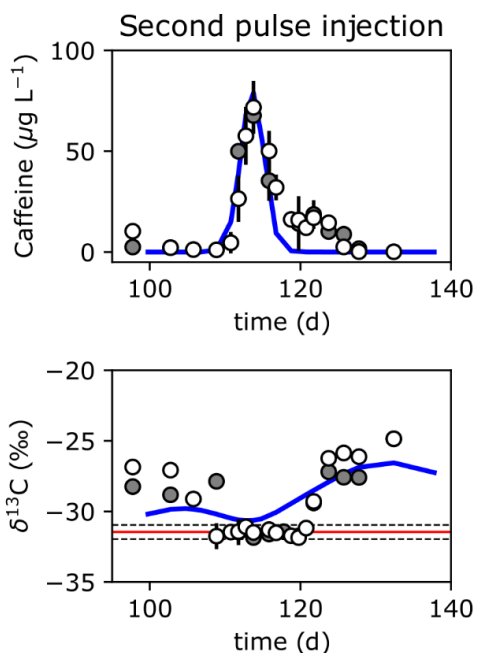 Second pulse injection
Caffeine (μg L⁻¹)
100
50
0
100
120
140
time (d)
δ¹³C (‰)
−20
−25
−30
−35
100
120
140
time (d)